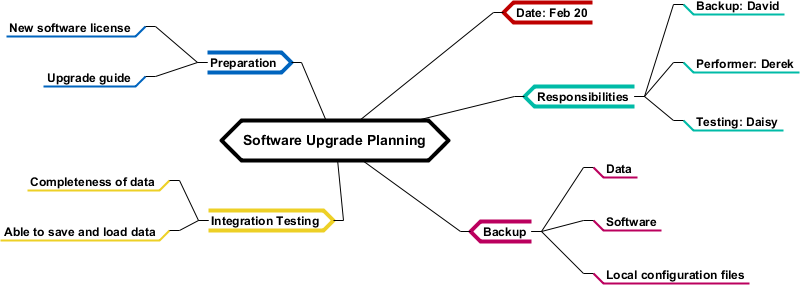 Software Upgrade Planning
Date: Feb 20
Responsibilities
Backup: David
Performer: Derek
Testing: Daisy
Backup
Data
Software
Local configuration files
Preparation
New software license
Upgrade guide
Integration Testing
Completeness of data
Able to save and load data